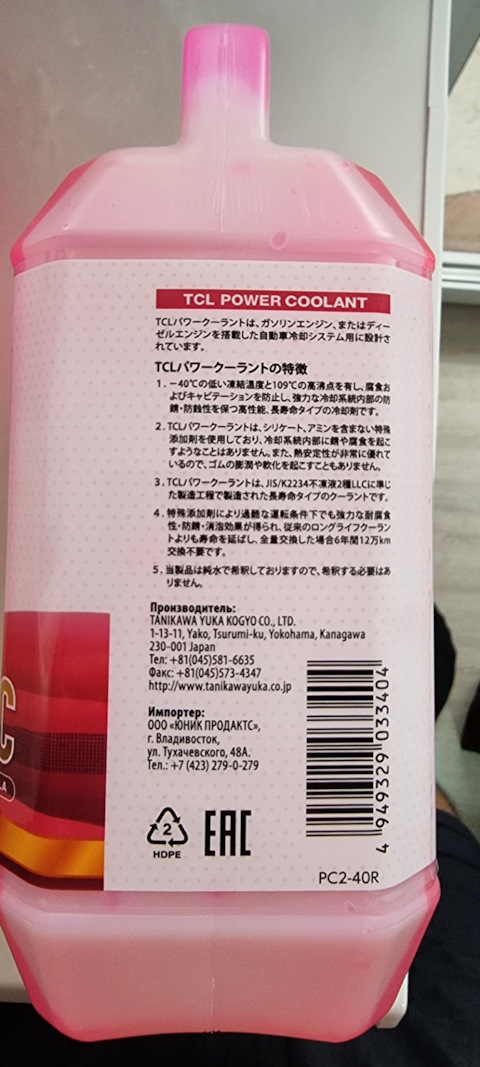 TCL POWER COOLANT
TCLパワークーラントは、ガソリンエンジン、またはディー
ゼルエンジンを搭載した自動車冷却システム用に設計さ
れています。
TCLパワークーラントの特徴
1. −40℃の低い凍結温度と109℃の高沸点を有し、腐食お
よびキャビテーションを防止し、強力な冷却系統内部の防
錆・防蝕性を保つ高性能、長寿命タイプの冷却剤です。
2. TCLパワークーラントは、シリケート、アミンを含まない特殊
添加剤を使用しており、冷却系統内部に錆や腐食を起こ
すようなことはありません。また、熱安定性が非常に優れて
いるので、ゴムの膨潤や軟化を起こすこともありません。
3. TCLパワークーラントは、JIS/K2234不凍液2種LLCに準じ
た製造工程で製造された長寿命タイプのクーラントです。
4. 特殊添加剤により過酷な運転条件下でも強力な耐腐食
性・防錆・消泡効果が得られ、従来のロングライフクーラン
トよりも寿命を延ばし、全量交換した場合6年間12万km
交換不要です。
5. 当製品は純水で希釈しておりますので、希釈する必要はあ
りません。
Производитель:
TANIKAWA YUKA KOGYO CO., LTD.
1-13-11, Yako, Tsurumi-ku, Yokohama, Kanagawa
230-001 Japan
Тел: +81(045)581-6635
Факс: +81(045)573-4347
http://www.tanikawayuka.co.jp
Импортер:
ООО «ЮНИК ПРОДАКТС»,
г. Владивосток,
ул. Тухачевского, 48А.
Тел.: +7 (423) 279-0-279
4 949329 033404
2
HDPE
EAC
PC2-40R
C
LA